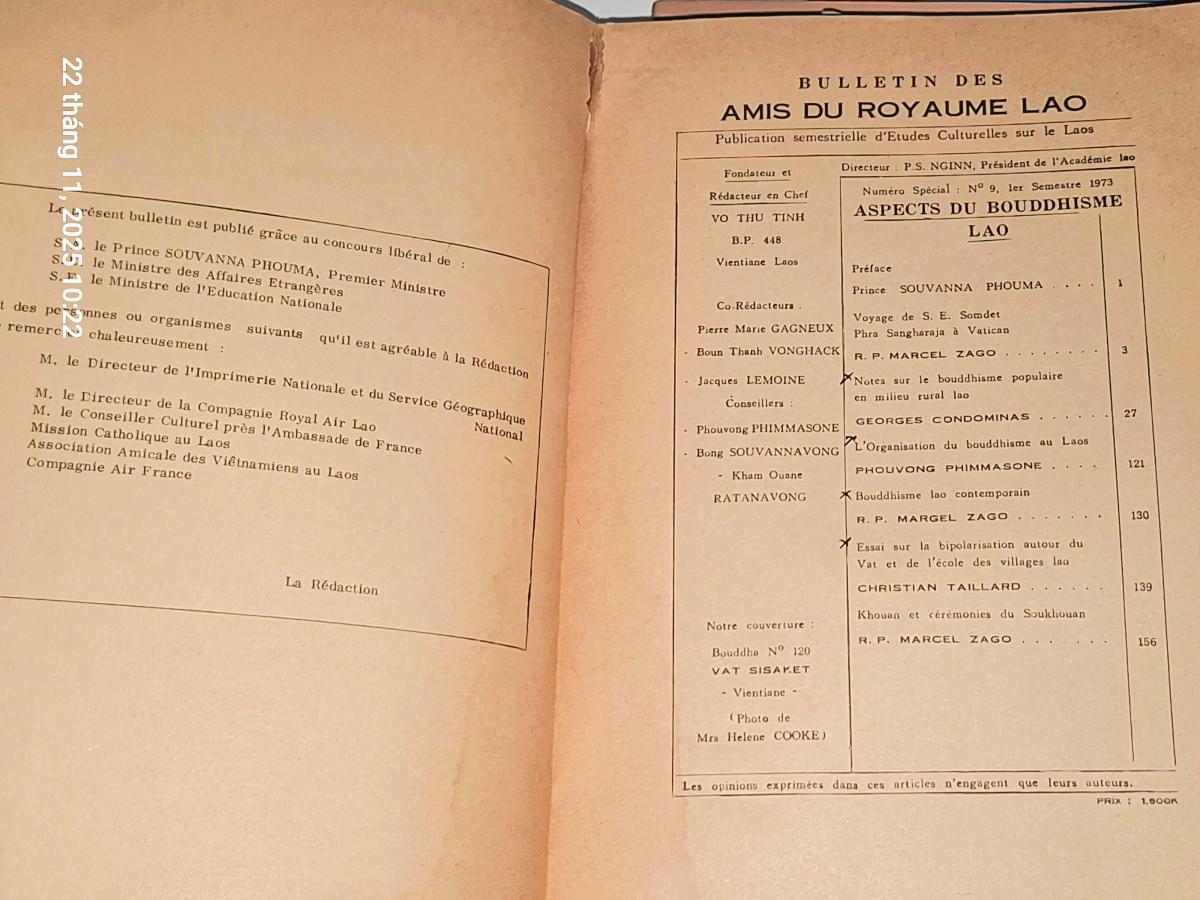 22 tháng 11, 2025 10:22
Le présent bulletin est publié grâce au concours libéral de :
S.A. le Prince SOUVANNA PHOUMA, Premier Ministre
S.E. le Ministre des Affaires Etrangères
S.E. le Ministre de l'Education Nationale
t des personnes ou organismes suivants qu'il est agréable à la Rédaction
remercier chaleureusement :
M. le Directeur de l'Imprimerie Nationale et du Service Géographique
National
M. le Directeur de la Compagnie Royal Air Lao
M. le Conseiller Culturel près l'Ambassade de France
Mission Catholique au Laos
Association Amicale des Viêtnamiens au Laos
Compagnie Air France
La Rédaction
BULLETIN DES
AMIS DU ROYAUME LAO
Publication semestrielle d'Etudes Culturelles sur le Laos
Fondateur et
Rédacteur en Chef
VO THU TINH
B.P. 448
Vientiane Laos
Co-Rédacteurs :
Pierre Marie GAGNEUX
- Boun Thanh VONGHACK
- Jacques LEMOINE
Conseillers :
- Phouvong PHIMMASONE
- Bong SOUVANNAVONG
- Kham Ouane
RATANAVONG
Notre couverture :
Bouddha Nº 120
VAT SISAKET
- Vientiane -
(Photo de
Mrs Helene COOKE)
Directeur : P.S. NGINN, Président de l'Académie lao
Numéro Spécial : Nº 9, 1er Semestre 1973
ASPECTS DU BOUDDHISME
LAO
Préface
Prince SOUVANNA PHOUMA . . . . 1
Voyage de S. E. Somdet
Phra Sangharaja à Vatican
R. P. MARCEL ZAGO . . . . . . . . 3
Notes sur le bouddhisme populaire
en milieu rural lao
GEORGES CONDOMINAS . . . . . . 27
L'Organisation du bouddhisme au Laos
PHOUVONG PHIMMASONE . . . . 121
Bouddhisme lao contemporain
R. P. MARGEL ZAGO . . . . . . . 130
Essai sur la bipolarisation autour du
Vat et de l'école des villages lao
CHRISTIAN TAILLARD . . . . . . 139
Khouan et cérémonies du Soukhouan
R. P. MARCEL ZAGO . . . . . . . 156
Les opinions exprimées dans ces articles n'engagent que leurs auteurs.
PRIX : 1,500K